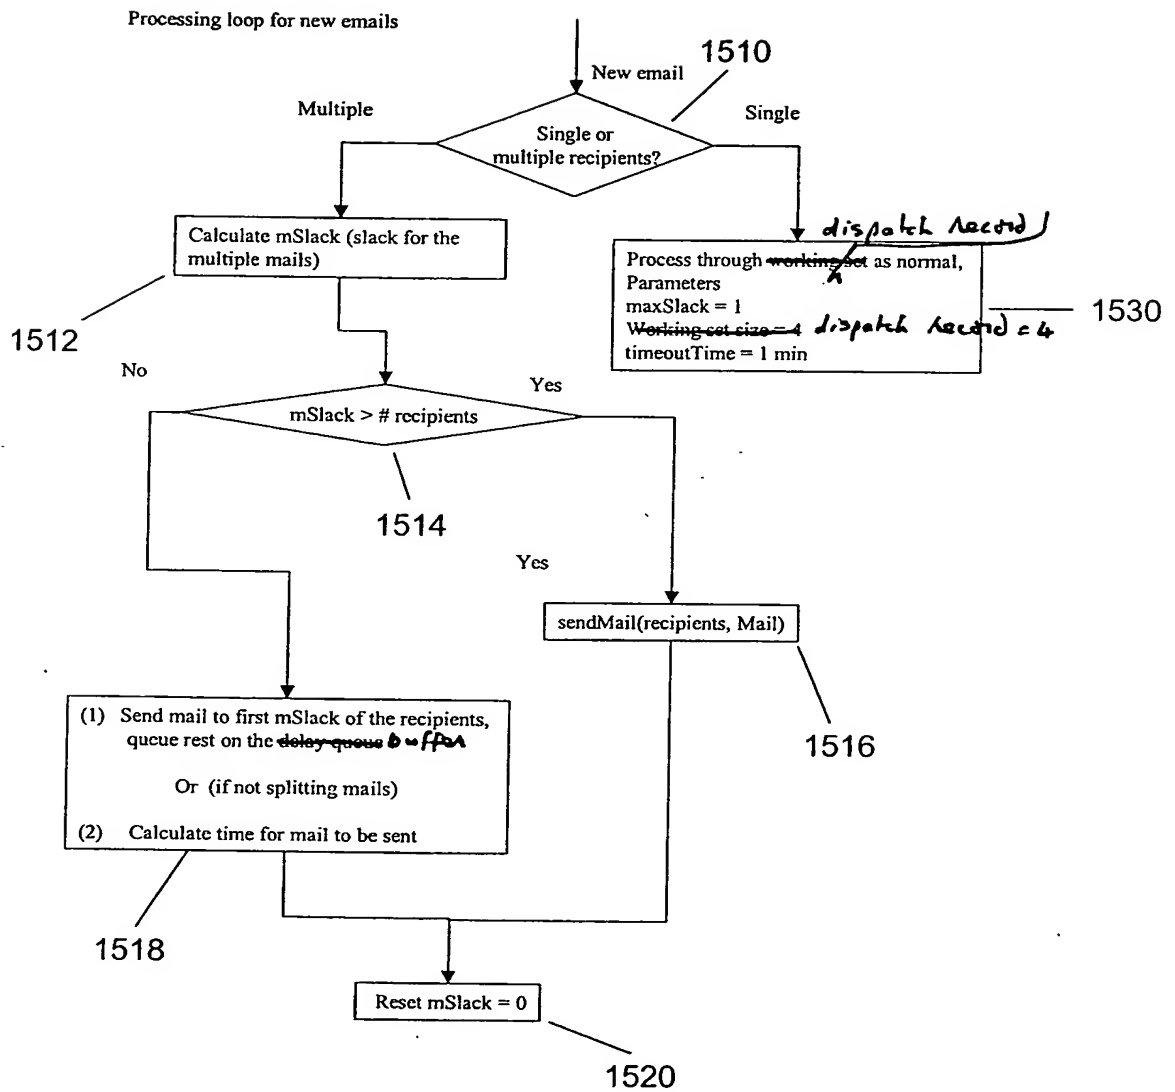 Processing loop for new emails
1510
New email
Multiple
Single
Single or
multiple recipients?
dispatch record
Calculate mSlack (slack for the
multiple mails)
Process through working set as normal,
Parameters
maxSlack = 1
Working set size = 4 dispatch record = 4
timeoutTime = 1 min
1530
1512
No
Yes
mSlack > # recipients
1514
Yes
sendMail(recipients, Mail)
1516
(1) Send mail to first mSlack of the recipients,
queue rest on the delay queue buffer
Or (if not splitting mails)
(2) Calculate time for mail to be sent
1518
Reset mSlack = 0
1520